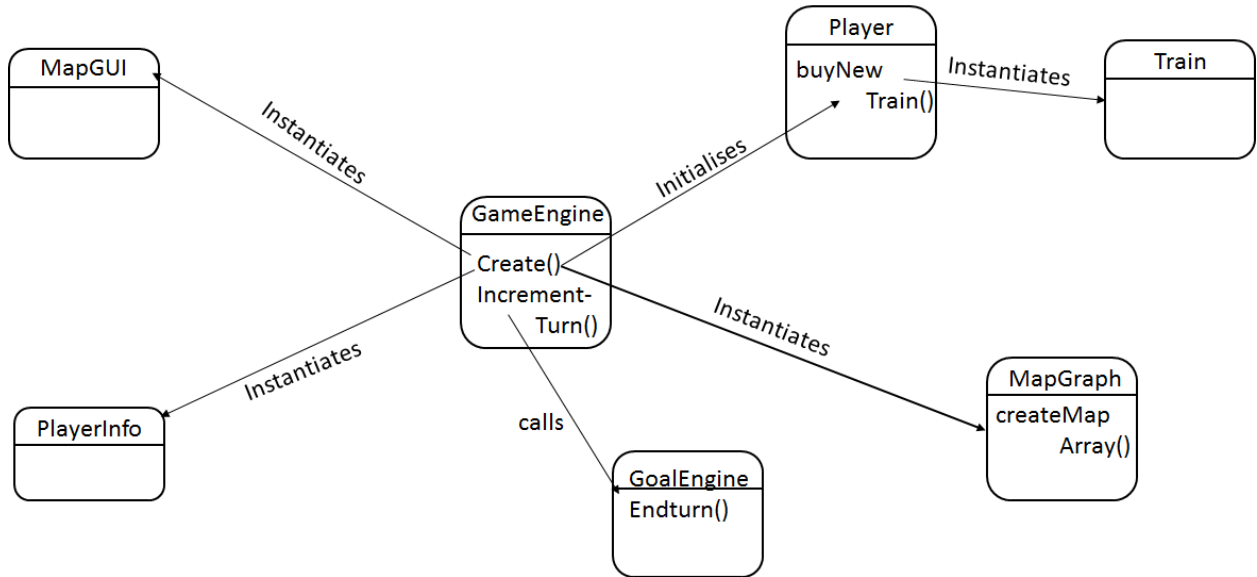 Player
buyNew
Train()
Instantiates
Train
MapGUI
Instantiates
Initialises
GameEngine
Create()
Increment-
Turn()
Instantiates
Instantiates
MapGraph
createMap
Array()
PlayerInfo
calls
GoalEngine
Endturn()